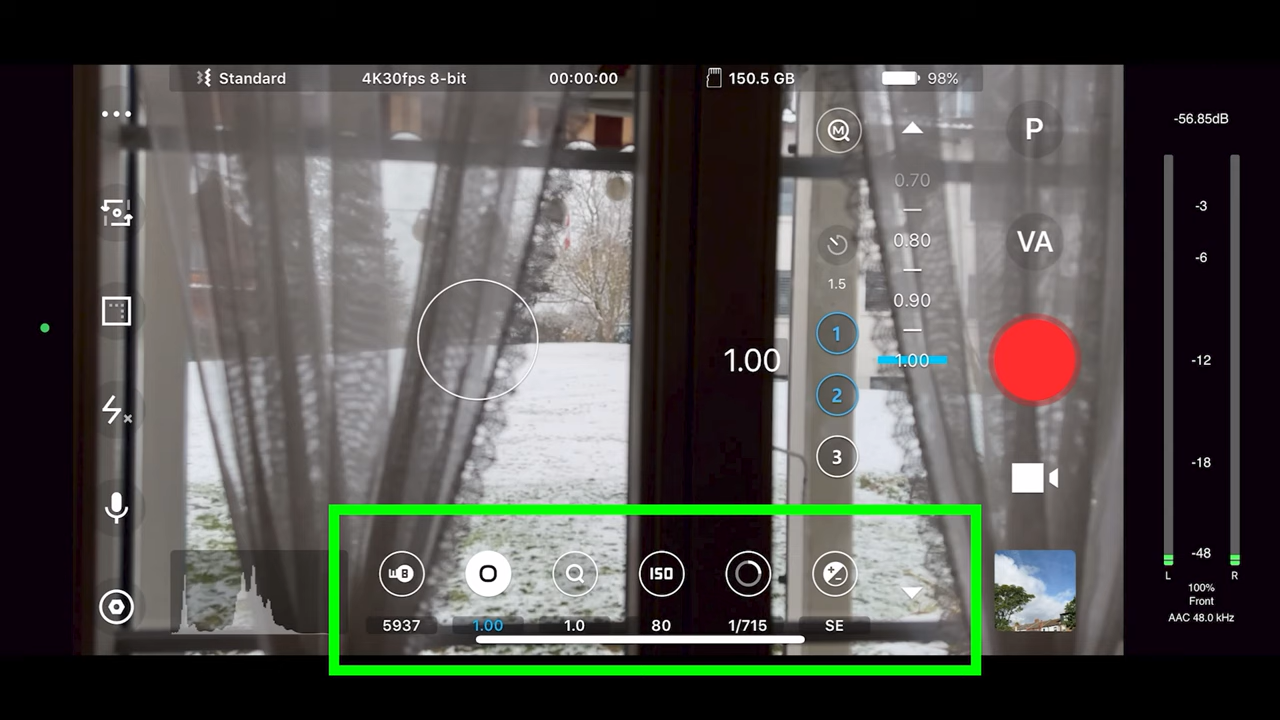 Standard 4K30fps 8-bit 00:00:00 150.5 GB 98%
-56.85dB
M
P
0.70
-3
0.80
VA
-6
0.90
1.5
1
1.00
1.00
-12
2
3
-18
WB O ISO
-48
L R
5937 1.00 1.0 80 1/715 SE
100%
Front
AAC 48.0 kHz